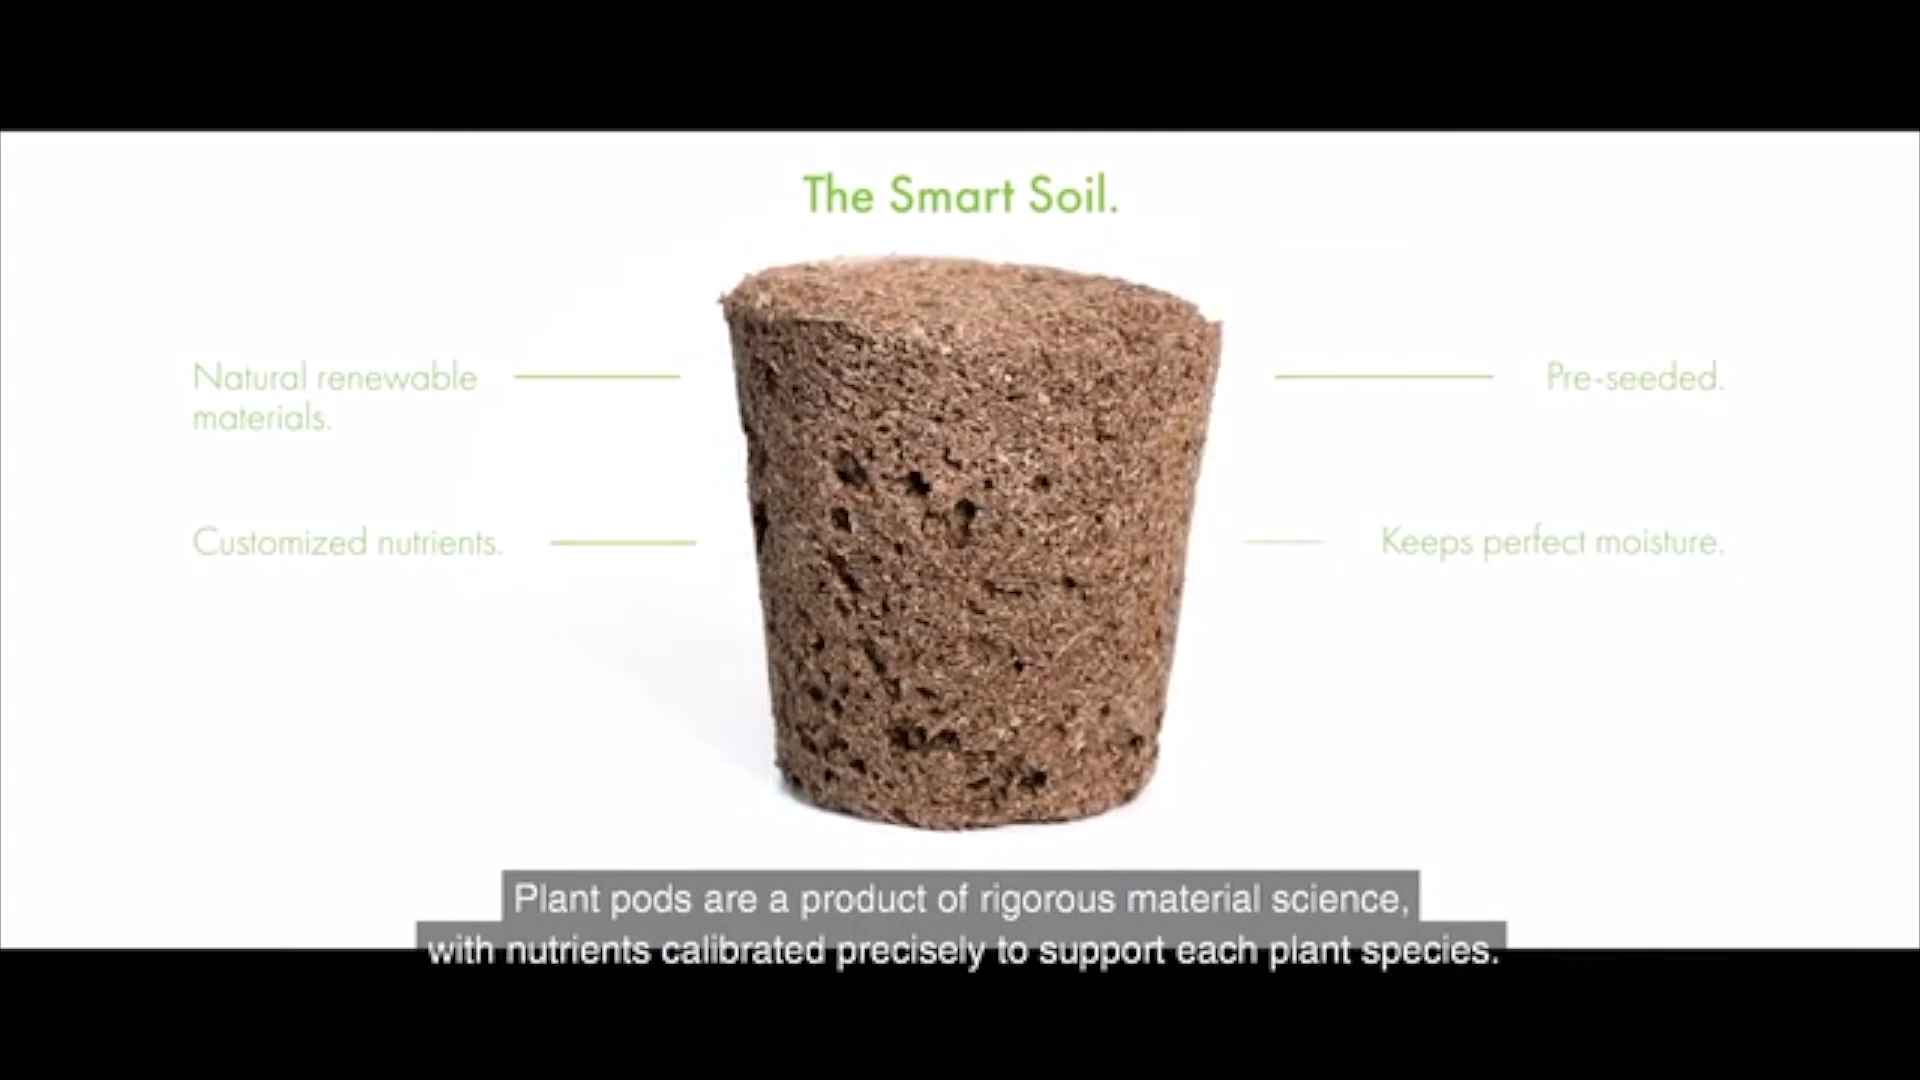 The Smart Soil.
Natural renewable
materials.
Pre-seeded.
Customized nutrients.
Keeps perfect moisture.
Plant pods are a product of rigorous material science,
with nutrients calibrated precisely to support each plant species.